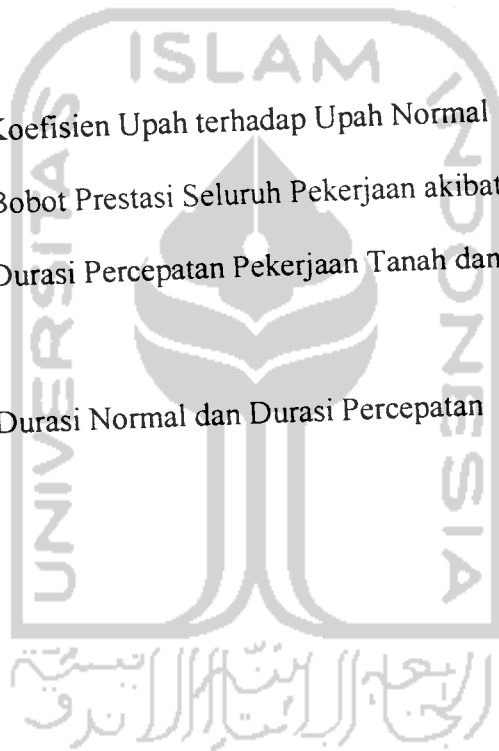 ISLAM
UNIVERSITAS
INDONESIA
Koefisien Upah terhadap Upah Normal
Bobot Prestasi Seluruh Pekerjaan akibat
Durasi Percepatan Pekerjaan Tanah dan
Durasi Normal dan Durasi Percepatan